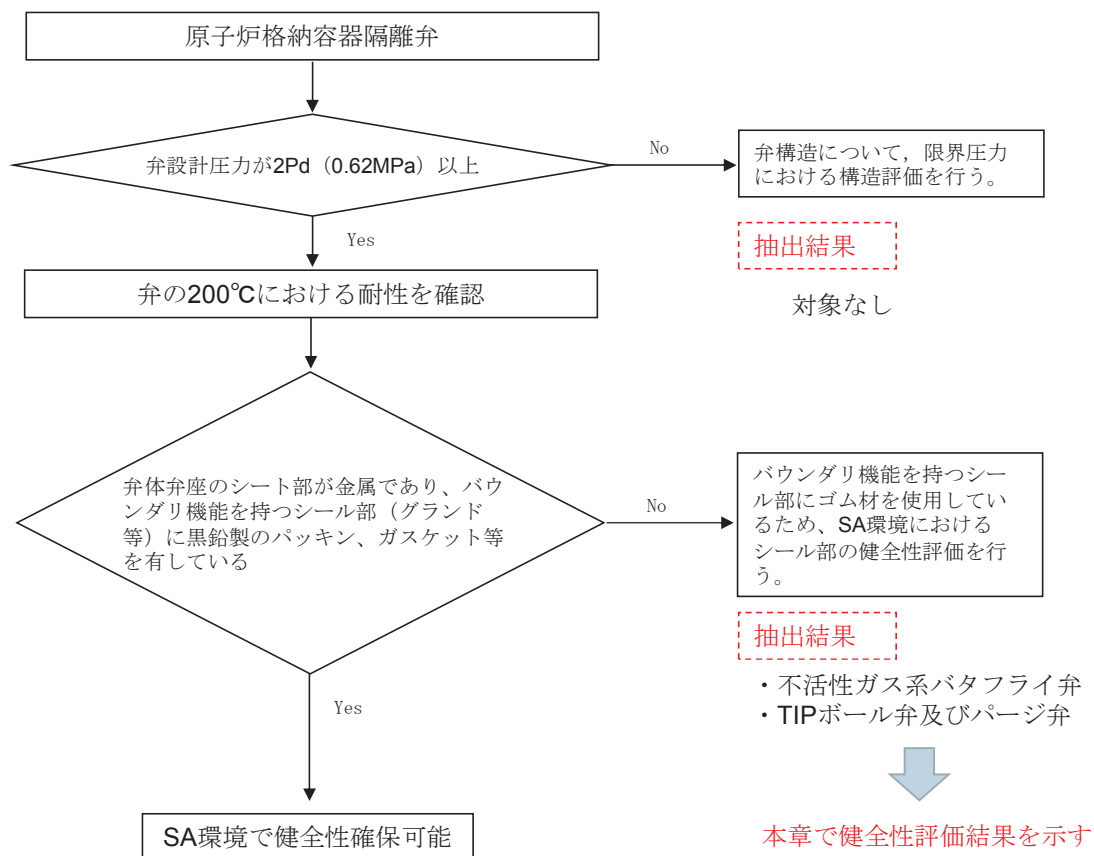 原子炉格納容器隔離弁
弁設計圧力が2Pd（0.62MPa）以上
No
弁構造について，限界圧力
における構造評価を行う。
抽出結果
対象なし
Yes
弁の200℃における耐性を確認
弁体弁座のシート部が金属であり、バウ
ンダリ機能を持つシール部（グランド
等）に黒鉛製のパッキン、ガスケット等
を有している
No
バウンダリ機能を持つシー
ル部にゴム材を使用してい
るため、SA環境における
シール部の健全性評価を行
う。
抽出結果
・不活性ガス系バタフライ弁
・TIPボール弁及びパージ弁
Yes
SA環境で健全性確保可能
本章で健全性評価結果を示す